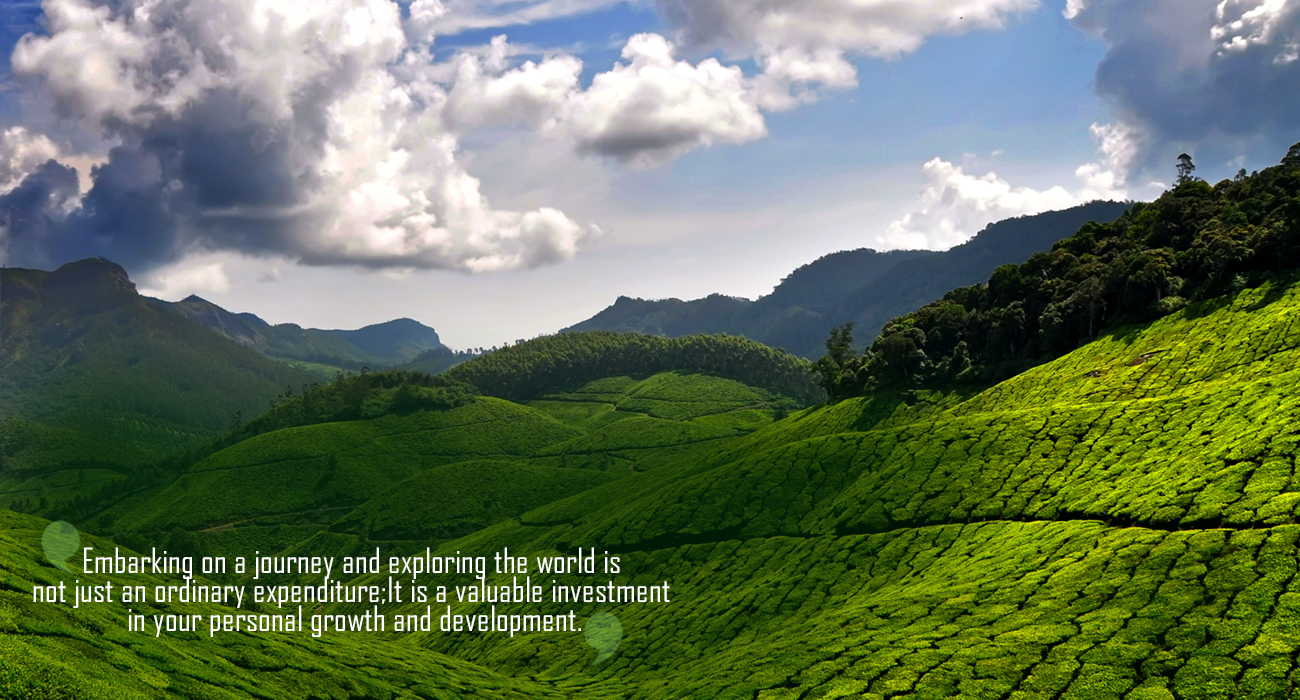 Embarking on a journey and exploring the world is
not just an ordinary expenditure;It is a valuable investment
in your personal growth and development.